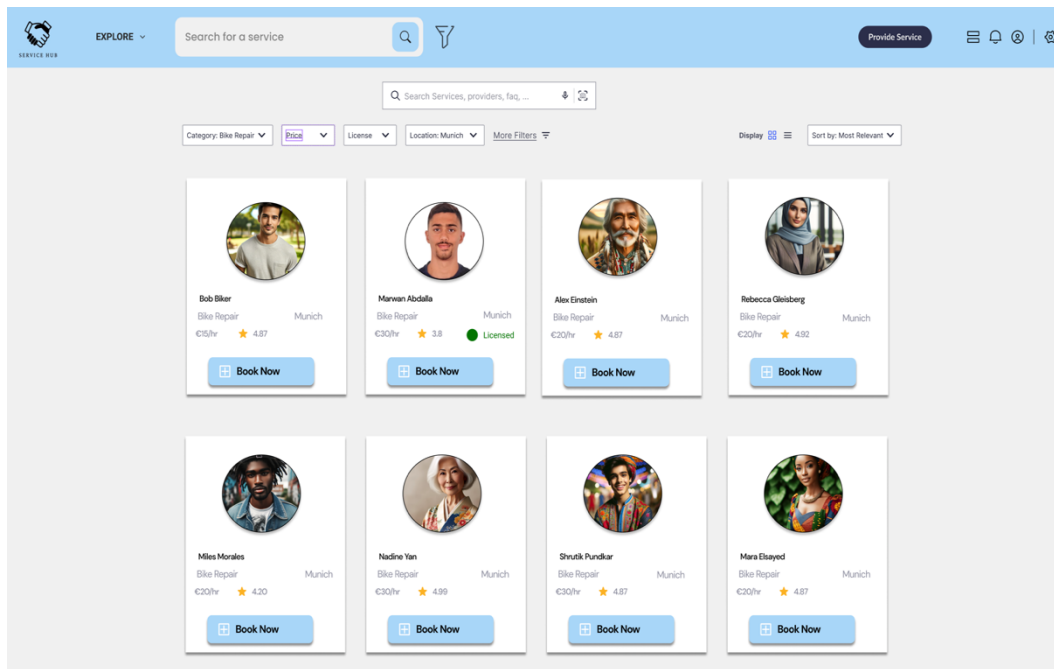 SERVICE HUB
EXPLORE
Search for a service
Provide Service
Search Services, providers, faq, ...
Category: Bike Repair
Price
License
Location: Munich
More Filters
Display
Sort by: Most Relevant
Bob Biker
Bike Repair Munich
€15/hr 4.87
Book Now
Marwan Abdalla
Bike Repair Munich
€30/hr 3.8 Licensed
Book Now
Alex Einstein
Bike Repair Munich
€20/hr 4.87
Book Now
Rebecca Gleisberg
Bike Repair Munich
€20/hr 4.92
Book Now
Miles Morales
Bike Repair Munich
€20/hr 4.20
Book Now
Nadine Yan
Bike Repair Munich
€30/hr 4.99
Book Now
Shrutik Pundkar
Bike Repair Munich
€30/hr 4.87
Book Now
Mara Elsayed
Bike Repair Munich
€20/hr 4.87
Book Now